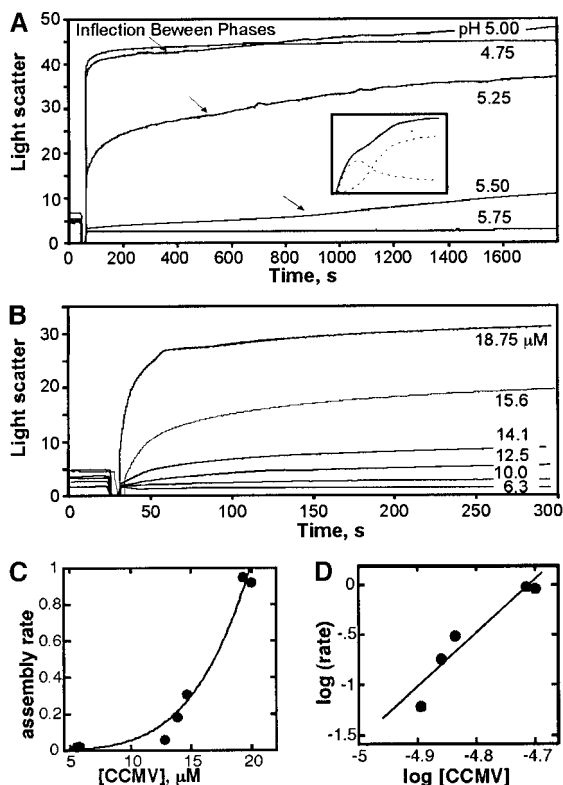 A
Inflection Beween Phases
pH 5.00
4.75
5.25
5.50
5.75
Light scatter
50
40
30
20
10
0
0 200 400 600 800 1000 1200 1400 1600
Time, s
B
18.75 μM
15.6
14.1
12.5
10.0
6.3
Light scatter
30
20
10
0
0 50 100 150 200 250 300
Time, s
C
assembly rate
1
0.8
0.6
0.4
0.2
0
5 10 15 20
[CCMV], μM
D
log (rate)
0
-.5
-1
-1.5
-5 -4.9 -4.8 -4.7
log [CCMV]